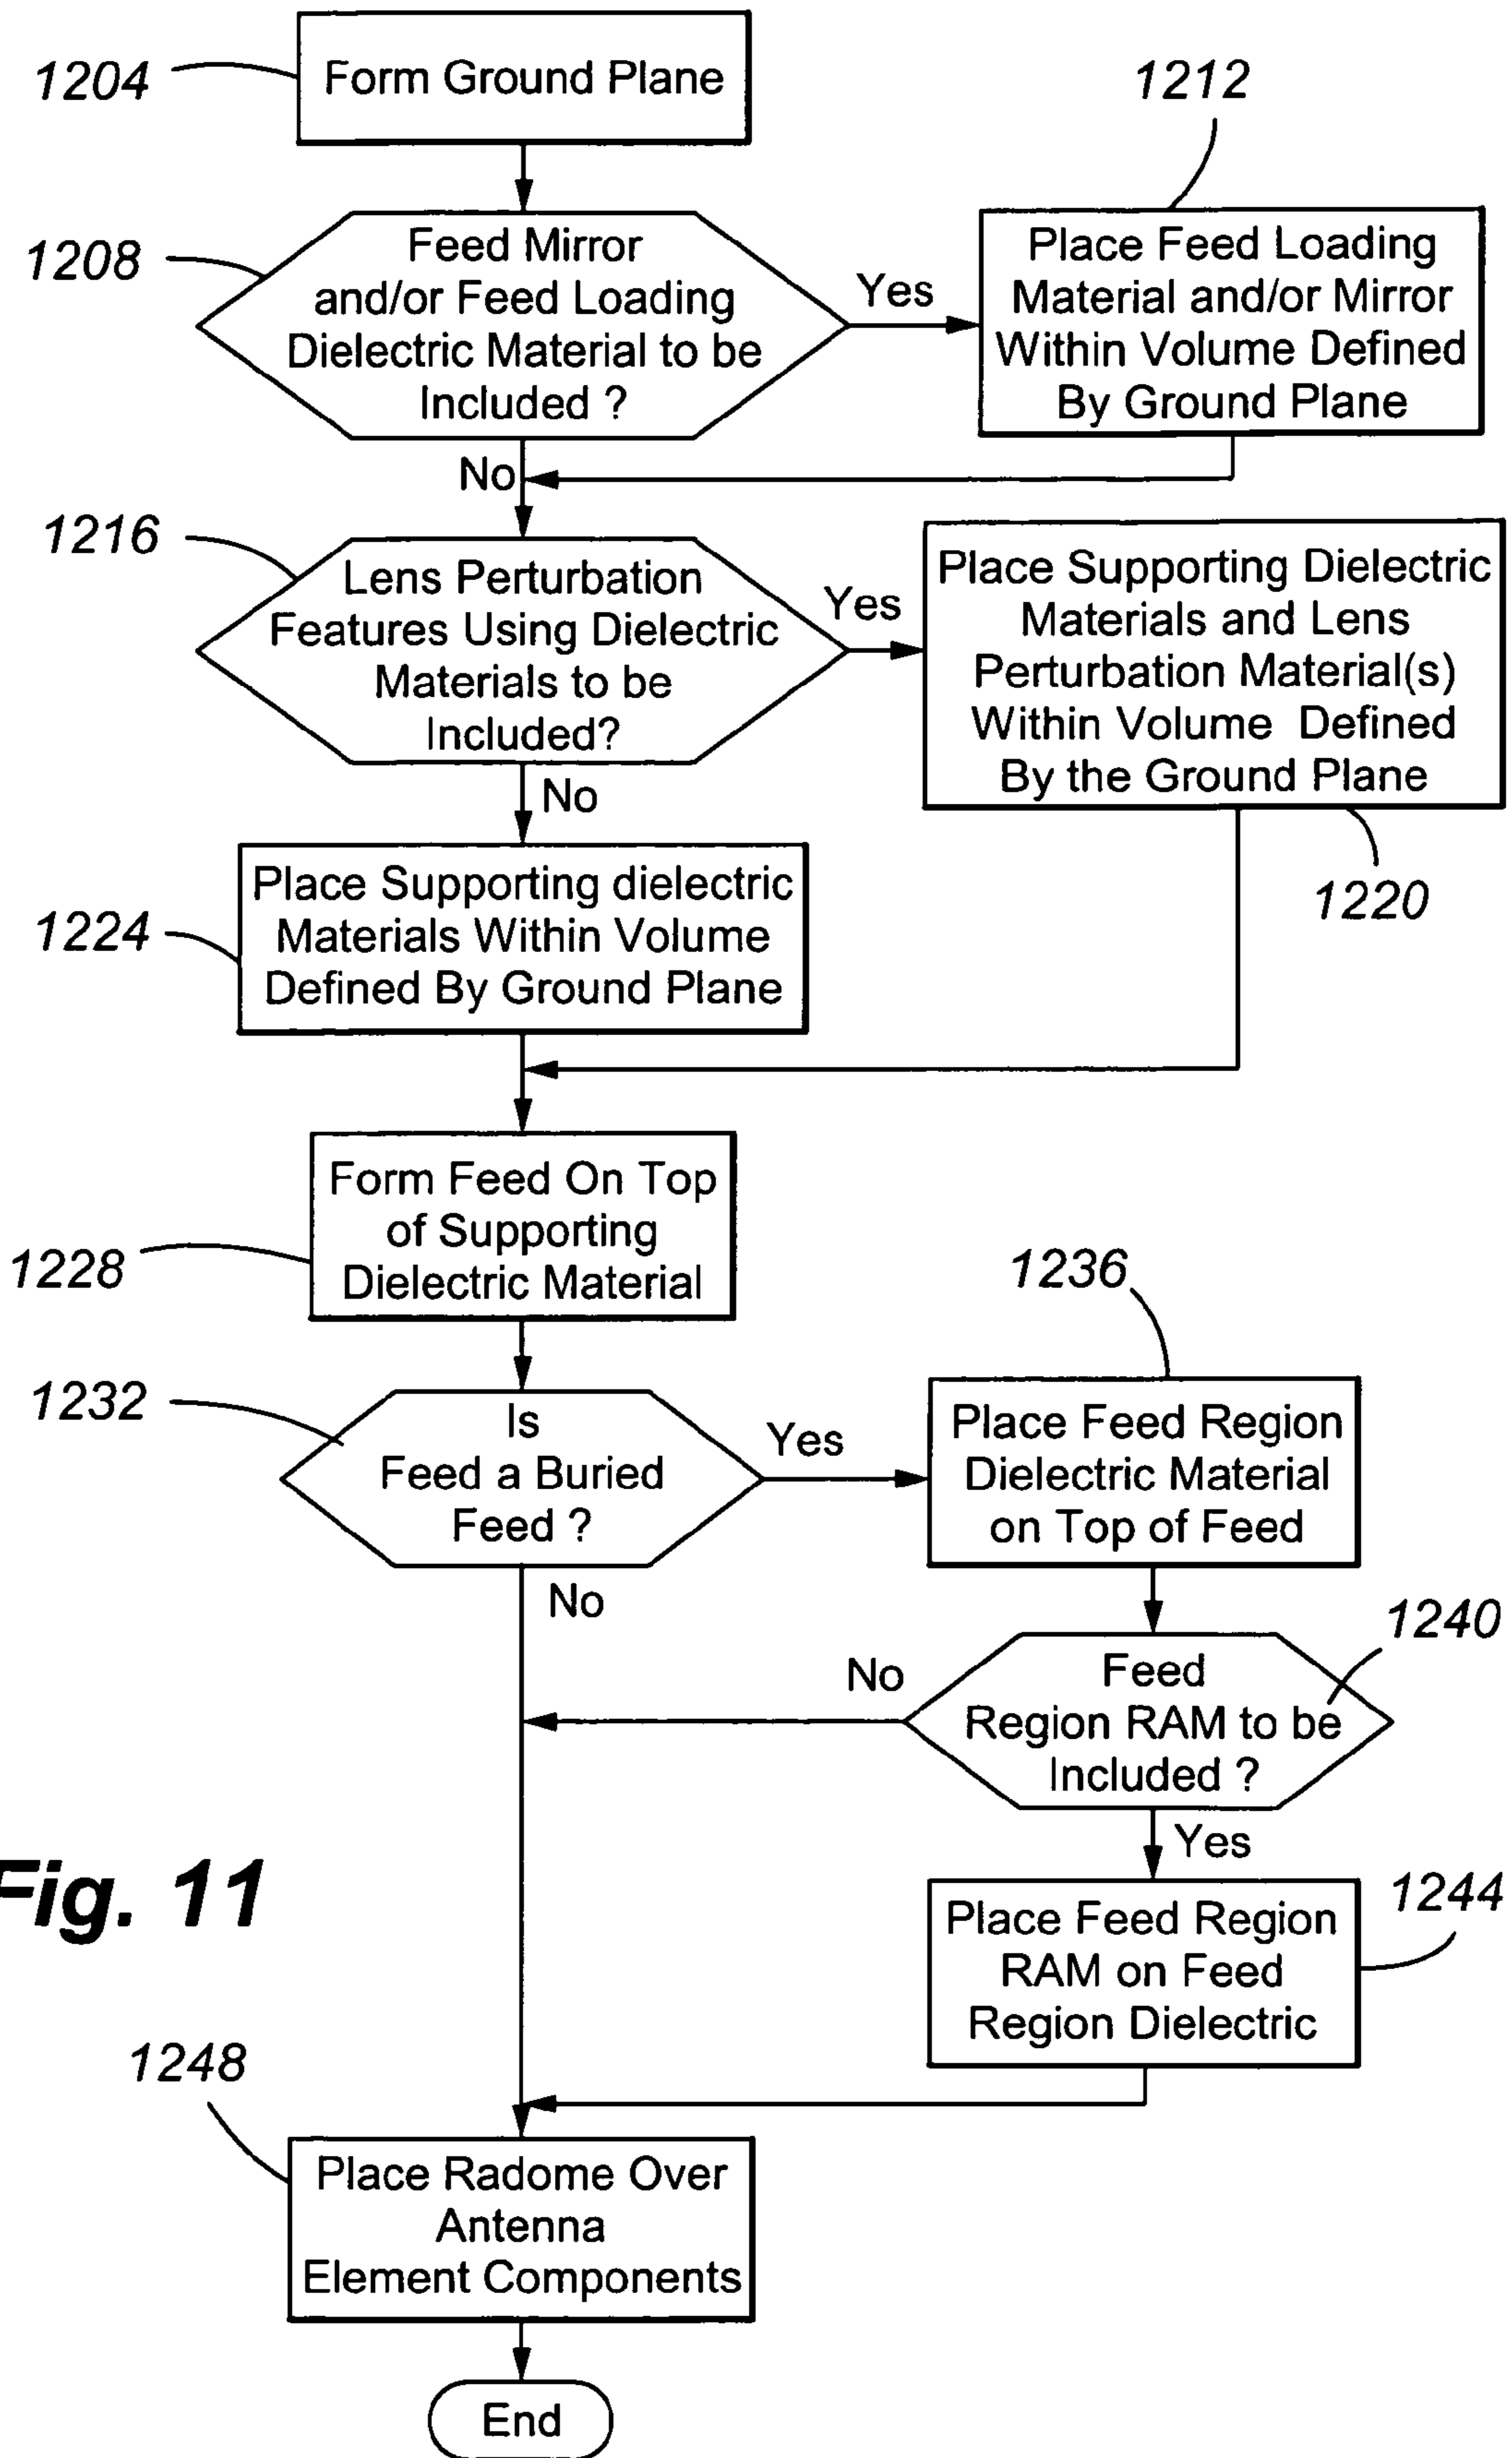 1204
Form Ground Plane
1208
Feed Mirror
and/or Feed Loading
Dielectric Material to be
Included ?
Yes
1212
Place Feed Loading
Material and/or Mirror
Within Volume Defined
By Ground Plane
No
1216
Lens Perturbation
Features Using Dielectric
Materials to be
Included?
Yes
Place Supporting Dielectric
Materials and Lens
Perturbation Material(s)
Within Volume Defined
By the Ground Plane
1220
No
1224
Place Supporting dielectric
Materials Within Volume
Defined By Ground Plane
1228
Form Feed On Top
of Supporting
Dielectric Material
1232
Is
Feed a Buried
Feed ?
Yes
1236
Place Feed Region
Dielectric Material
on Top of Feed
No
1240
Feed
Region RAM to be
Included ?
No
Yes
1244
Place Feed Region
RAM on Feed
Region Dielectric
Fig. 11
1248
Place Radome Over
Antenna
Element Components
End